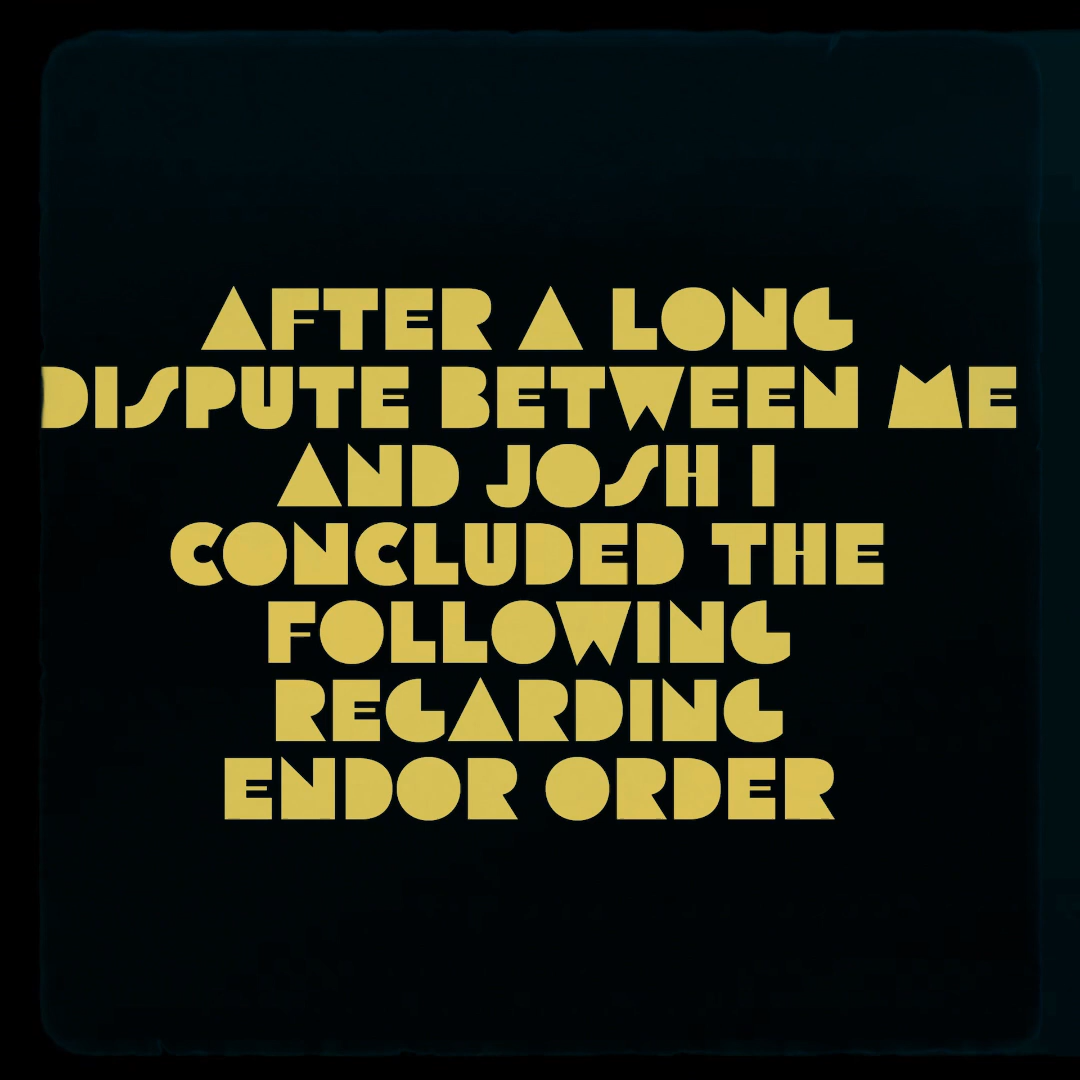 AFTER A LONG
DISPUTE BETWEEN ME
AND JOSH I
CONCLUDED THE
FOLLOWING
REGARDING
ENDOR ORDER